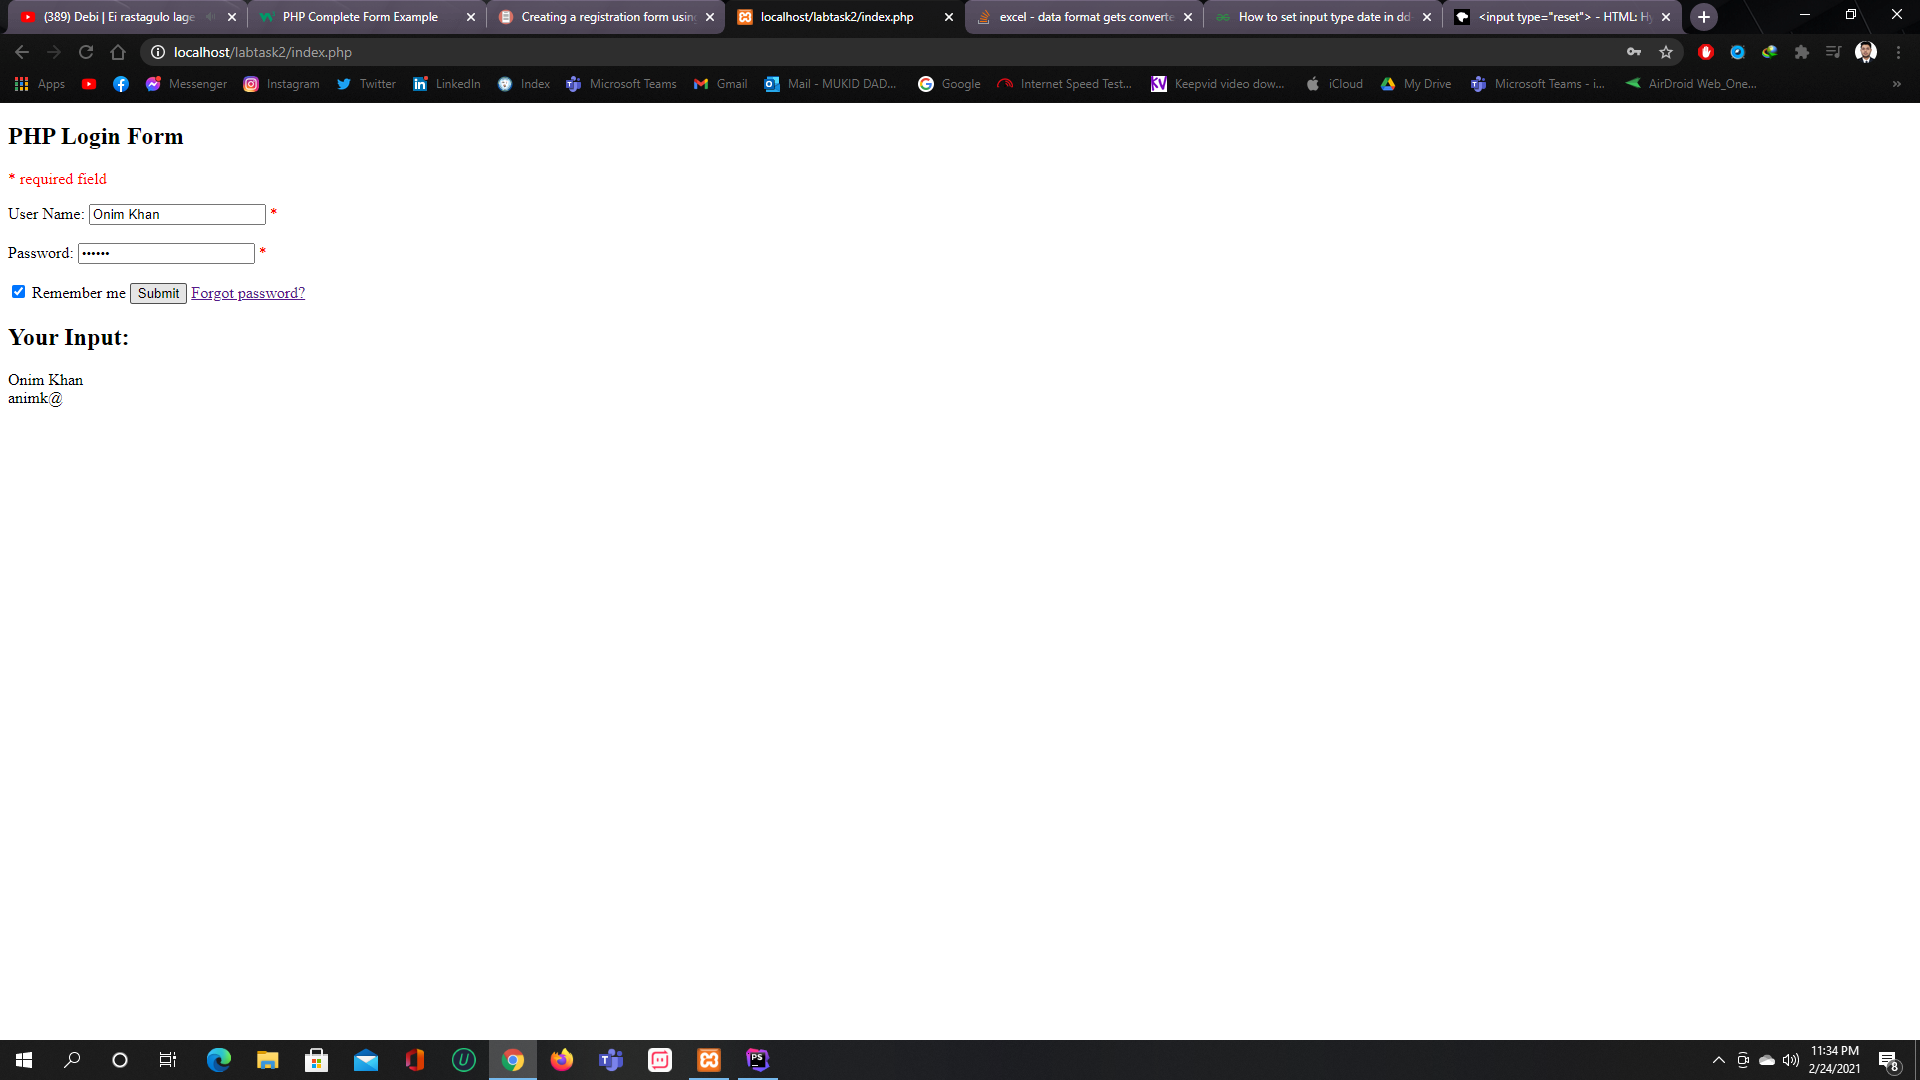 (389) Debi | Ei rastagulo lage
PHP Complete Form Example
Creating a registration form usin
localhost/labtask2/index.php
excel - data format gets converte
How to set input type date in dd
<input type="reset"> - HTML: Hy
localhost/labtask2/index.php
Apps
Messenger
Instagram
Twitter
LinkedIn
Index
Microsoft Teams
Gmail
Mail - MUKID DAD...
Google
Internet Speed Test...
KV
Keepvid video dow...
iCloud
My Drive
Microsoft Teams - i...
AirDroid Web_One...
»
PHP Login Form
* required field
User Name: Onim Khan *
Password: •••••• *
Remember me Submit Forgot password?
Your Input:
Onim Khan
animk@
PS
11:34 PM
2/24/2021
8